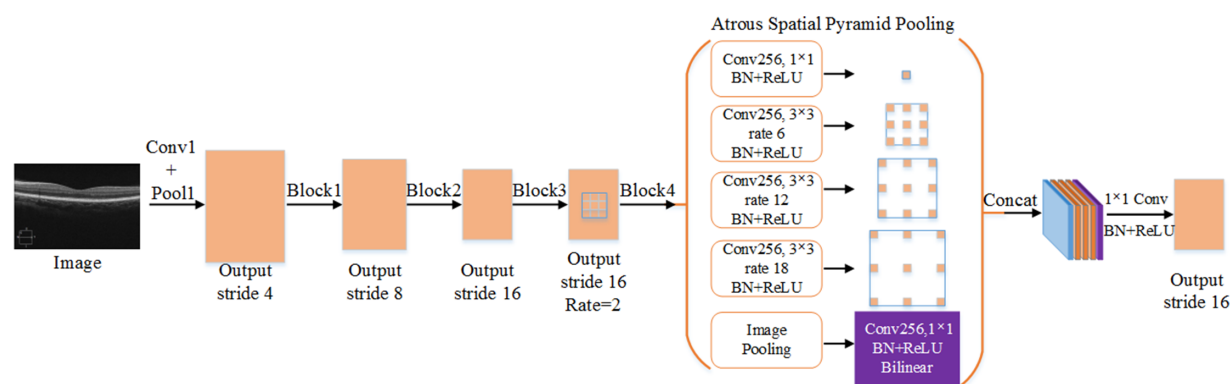 Atrous Spatial Pyramid Pooling
Image
Conv1
+
Pool1
Output
stride 4
Block1
Output
stride 8
Block2
Output
stride 16
Block3
Output
stride 16
Rate=2
Block4
Conv256, 1×1
BN+ReLU
Conv256, 3×3
rate 6
BN+ReLU
Conv256, 3×3
rate 12
BN+ReLU
Conv256, 3×3
rate 18
BN+ReLU
Image
Pooling
Conv256,1×1
BN+ReLU
Bilinear
Concat
1×1 Conv
BN+ReLU
Output
stride 16